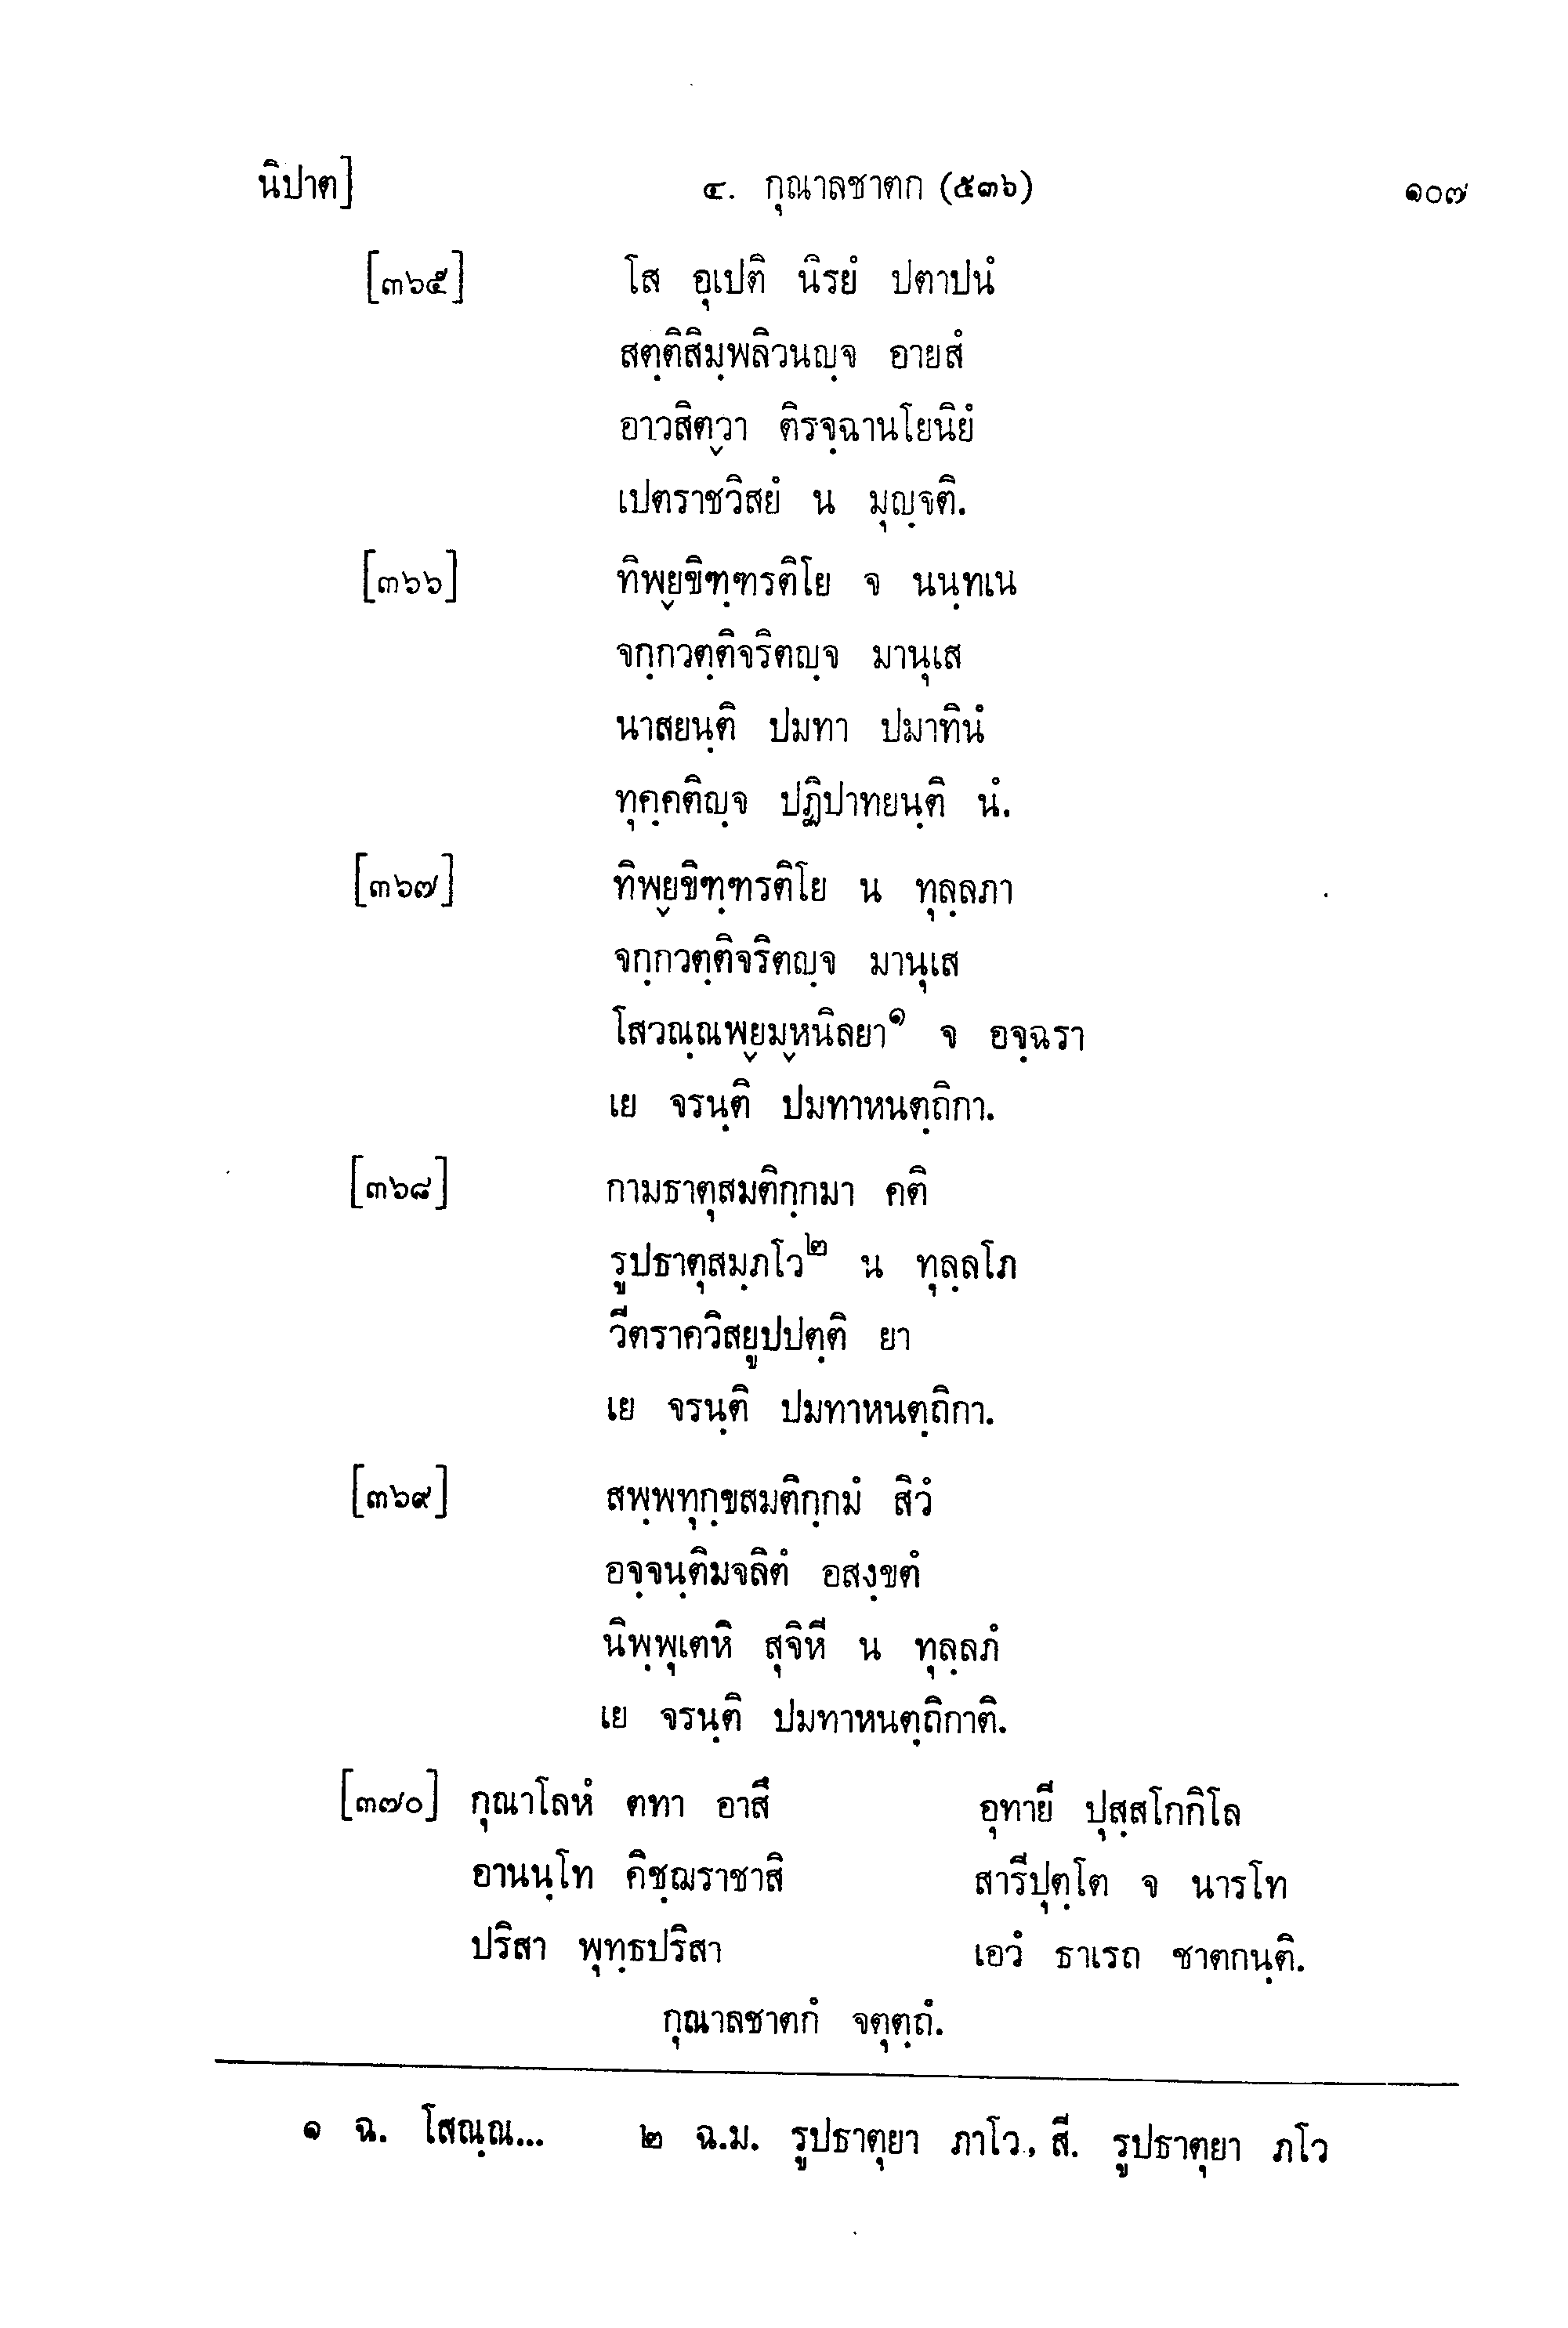 นิปาต] ๔. กุณาลชาตก (๕๓๖) ๑๐๗
[๓๖๕] โส อุเปติ นิรยํ ปตาปนํ
สตฺติสิมฺพลิวนญฺจ อายสํ
อาวสิตฺวา ติรจฺฉานโยนิยํ
เปตราชวิสยํ น มุญฺจติ.
[๓๖๖] ทิพฺยขิฑฺฑรติโย จ นนฺทเน
จกฺกวตฺติจริตญฺจ มานุเส
นาสยนฺติ ปมทา ปมาทินํ
ทุคฺคติญฺจ ปฏิปาทยนฺติ นํ.
[๓๖๗] ทิพฺยขิฑฺฑรติโย น ทุลฺลภา
จกฺกวตฺติจริตญฺจ มานุเส
โสวณฺณพฺยมฺหนิลยา๑ จ อจฺฉรา
เย จรนฺติ ปมทาหนตฺถิกา.
[๓๖๘] กามธาตุสมติกฺกมา คติ
รูปธาตุสมฺภโว๒ น ทุลฺลโภ
วีตราควิสยูปปตฺติ ยา
เย จรนฺติ ปมทาหนตฺถิกา.
[๓๖๙] สพฺพทุกฺขสมติกฺกมํ สิวํ
อจฺจนฺติมจลิตํ อสงฺขตํ
นิพฺพุเตหิ สุจิหี น ทุลฺลภํ
เย จรนฺติ ปมทาหนตฺถิกาติ.
[๓๗๐] กุณาโลหํ ตทา อาสึ อุทายี ปุสฺสโกกิโล
อานนฺโท คิชฺฌราชาสิ สารีปุตฺโต จ นารโท
ปริสา พุทฺธปริสา เอวํ ธาเรถ ชาตกนฺติ.
กุณาลชาตกํ จตุตฺถํ.
๑ ฉ. โสณฺณ... ๒ ฉ.ม. รูปธาตุยา ภาโว, สี. รูปธาตุยา ภโว